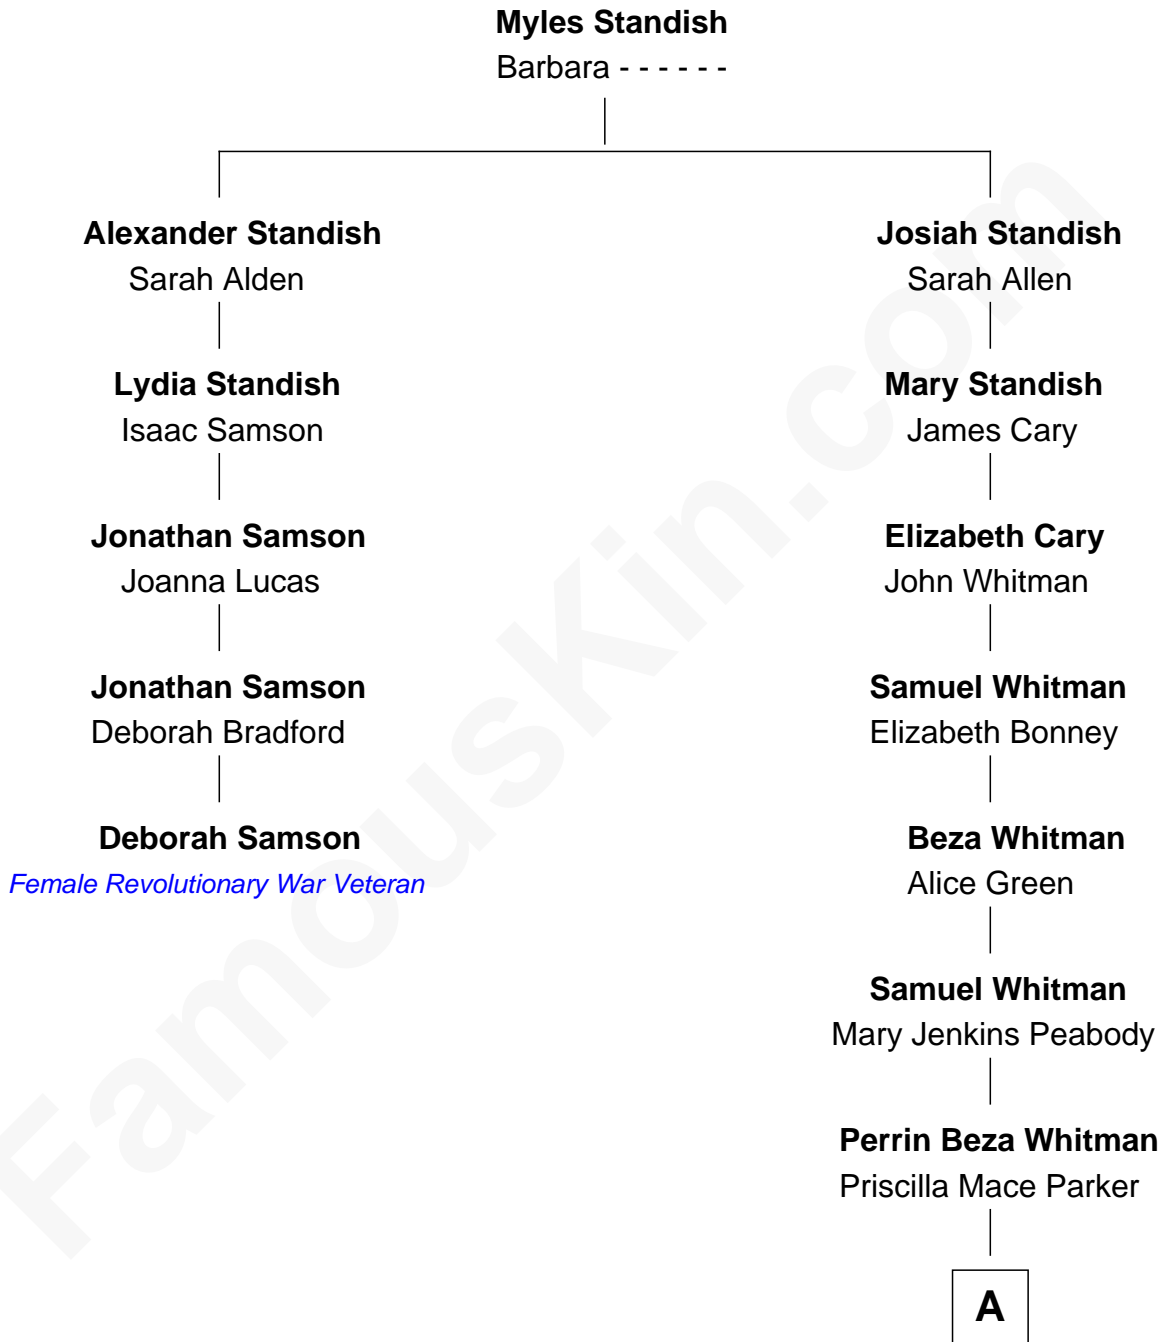 Myles Standish
Barbara - - - - - -
Alexander Standish
Sarah Alden
Josiah Standish
Sarah Allen
Lydia Standish
Isaac Samson
Mary Standish
James Cary
Jonathan Samson
Joanna Lucas
Elizabeth Cary
John Whitman
Jonathan Samson
Deborah Bradford
Samuel Whitman
Elizabeth Bonney
Deborah Samson
Female Revolutionary War Veteran
Beza Whitman
Alice Green
Samuel Whitman
Mary Jenkins Peabody
Perrin Beza Whitman
Priscilla Mace Parker
A
FamousKin.com